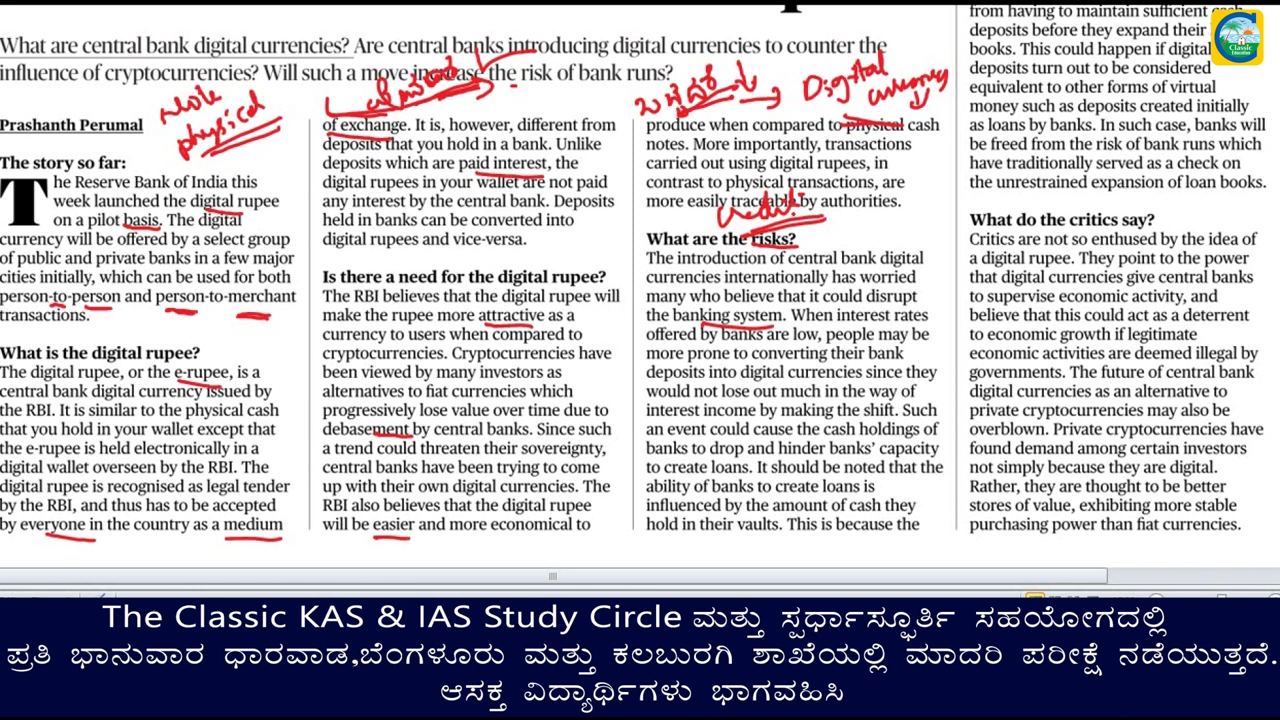 What are central bank digital currencies? Are central banks introducing digital currencies to counter the
influence of cryptocurrencies? Will such a move increase the risk of bank runs?
Note
physical
Prashanth Perumal
The story so far:
The Reserve Bank of India this
week launched the digital rupee
on a pilot basis. The digital
currency will be offered by a select group
of public and private banks in a few major
cities initially, which can be used for both
person-to-person and person-to-merchant
transactions.
What is the digital rupee?
The digital rupee, or the e-rupee, is a
central bank digital currency issued by
the RBI. It is similar to the physical cash
that you hold in your wallet except that
the e-rupee is held electronically in a
digital wallet overseen by the RBI. The
digital rupee is recognised as legal tender
by the RBI, and thus has to be accepted
by everyone in the country as a medium
of exchange. It is, however, different from
deposits that you hold in a bank. Unlike
deposits which are paid interest, the
digital rupees in your wallet are not paid
any interest by the central bank. Deposits
held in banks can be converted into
digital rupees and vice-versa.
Is there a need for the digital rupee?
The RBI believes that the digital rupee will
make the rupee more attractive as a
currency to users when compared to
cryptocurrencies. Cryptocurrencies have
been viewed by many investors as
alternatives to fiat currencies which
progressively lose value over time due to
debasement by central banks. Since such
a trend could threaten their sovereignty,
central banks have been trying to come
up with their own digital currencies. The
RBI also believes that the digital rupee
will be easier and more economical to
Digital
currency
produce when compared to physical cash
notes. More importantly, transactions
carried out using digital rupees, in
contrast to physical transactions, are
more easily traceable by authorities.
credit
What are the risks?
The introduction of central bank digital
currencies internationally has worried
many who believe that it could disrupt
the banking system. When interest rates
offered by banks are low, people may be
more prone to converting their bank
deposits into digital currencies since they
would not lose out much in the way of
interest income by making the shift. Such
an event could cause the cash holdings of
banks to drop and hinder banks' capacity
to create loans. It should be noted that the
ability of banks to create loans is
influenced by the amount of cash they
hold in their vaults. This is because the
from having to maintain sufficient cash
deposits before they expand their
books. This could happen if digital
deposits turn out to be considered
equivalent to other forms of virtual
money such as deposits created initially
as loans by banks. In such case, banks will
be freed from the risk of bank runs which
have traditionally served as a check on
the unrestrained expansion of loan books.
What do the critics say?
Critics are not so enthused by the idea of
a digital rupee. They point to the power
that digital currencies give central banks
to supervise economic activity, and
believe that this could act as a deterrent
to economic growth if legitimate
economic activities are deemed illegal by
governments. The future of central bank
digital currencies as an alternative to
private cryptocurrencies may also be
overblown. Private cryptocurrencies have
found demand among certain investors
not simply because they are digital.
Rather, they are thought to be better
stores of value, exhibiting more stable
purchasing power than fiat currencies.
Classic
Education
The Classic KAS & IAS Study Circle ಮತ್ತು ಸ್ಪರ್ಧಾಸ್ಫೂರ್ತಿ ಸಹಯೋಗದಲ್ಲಿ
ಪ್ರತಿ ಭಾನುವಾರ ಧಾರವಾಡ,ಬೆಂಗಳೂರು ಮತ್ತು ಕಲಬುರಗಿ ಶಾಖೆಯಲ್ಲಿ ಮಾದರಿ ಪರೀಕ್ಷೆ ನಡೆಯುತ್ತದೆ.
ಆಸಕ್ತ ವಿದ್ಯಾರ್ಥಿಗಳು ಭಾಗವಹಿಸಿ